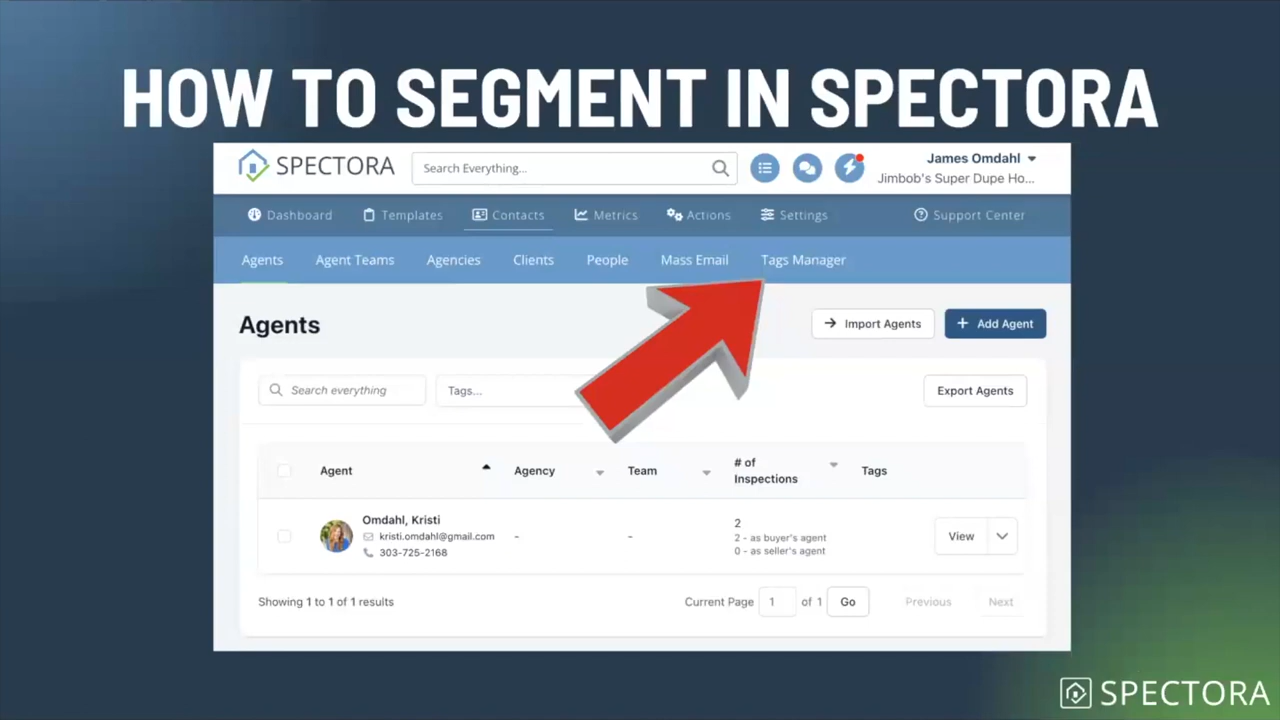 HOW TO SEGMENT IN SPECTORA
SPECTORA
Search Everything...
James Omdahl
Jimbob's Super Dupe Ho...
Dashboard
Templates
Contacts
Metrics
Actions
Settings
Support Center
Agents
Agent Teams
Agencies
Clients
People
Mass Email
Tags Manager
Agents
Import Agents
+ Add Agent
Search everything
Tags...
Export Agents
Agent
Agency
Team
# of
Inspections
Tags
Omdahl, Kristi
kristi.omdahl@gmail.com
303-725-2168
-
-
2
2 - as buyer's agent
0 - as seller's agent
View
Showing 1 to 1 of 1 results
Current Page 1 of 1 Go
Previous
Next
SPECTORA